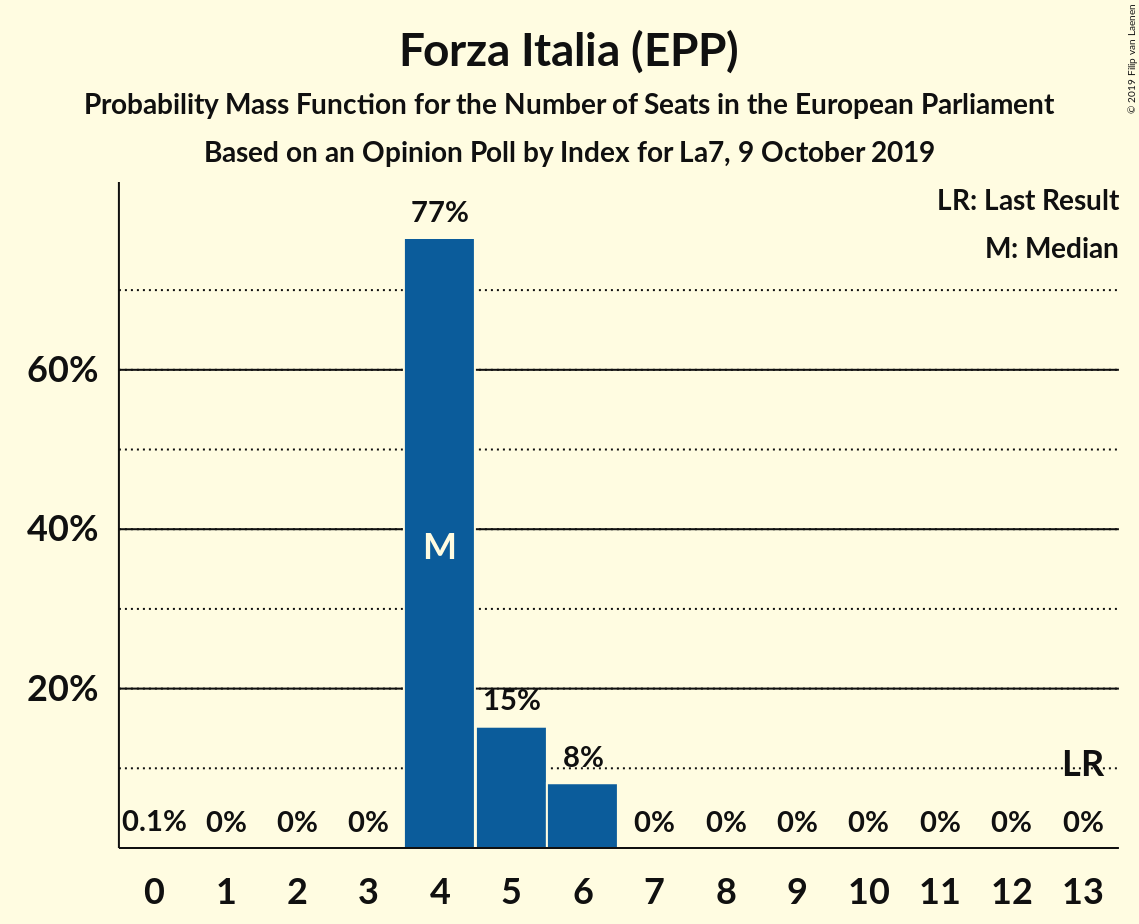 Forza Italia (EPP)
Probability Mass Function for the Number of Seats in the European Parliament
Based on an Opinion Poll by Index for La7, 9 October 2019
© 2019 Filip van Laenen
LR: Last Result
M: Median
77%
60%
40%
M
20%
15%
8%
LR
0.1% 0% 0% 0% 0% 0% 0% 0% 0% 0% 0%
0 1 2 3 4 5 6 7 8 9 10 11 12 13